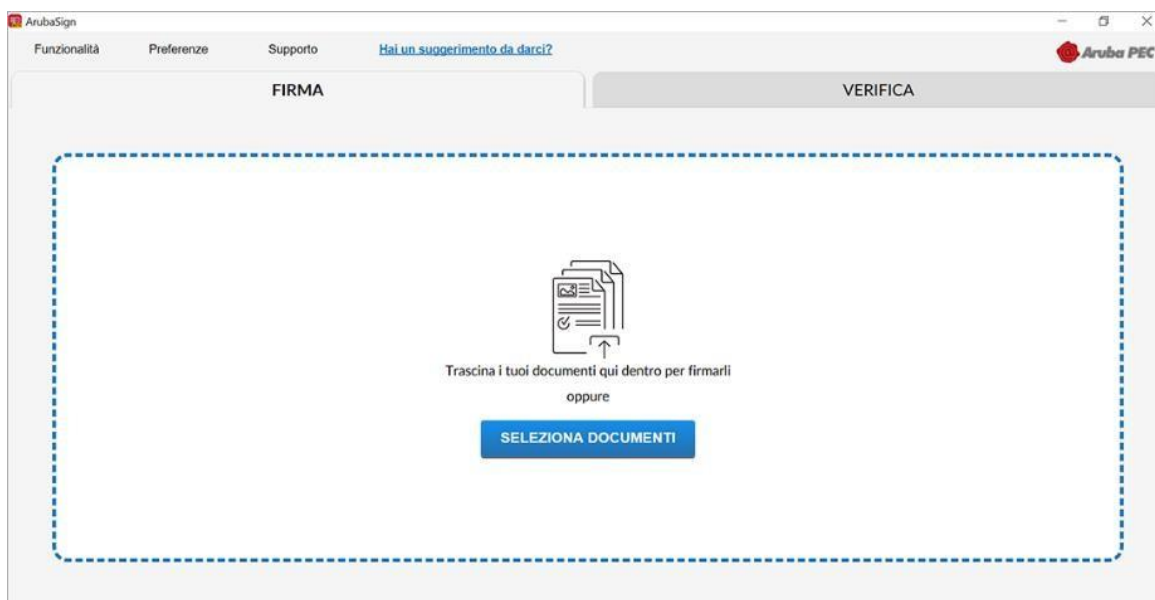 ArubaSign
Funzionalità Preferenze Supporto Hai un suggerimento da darci?
Aruba PEC
FIRMA VERIFICA
Trascina i tuoi documenti qui dentro per firmarli
oppure
SELEZIONA DOCUMENTI